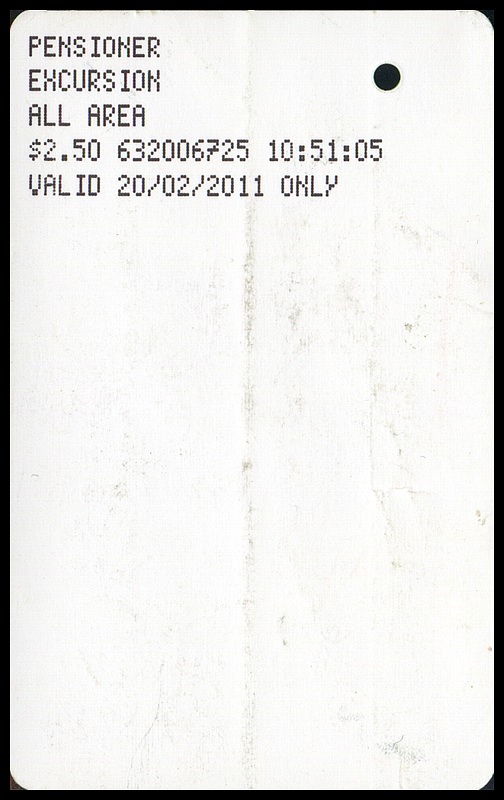 PENSIONER
EXCURSION
ALL AREA
$2.50 632006725 10:51:05
VALID 20/02/2011 ONLY